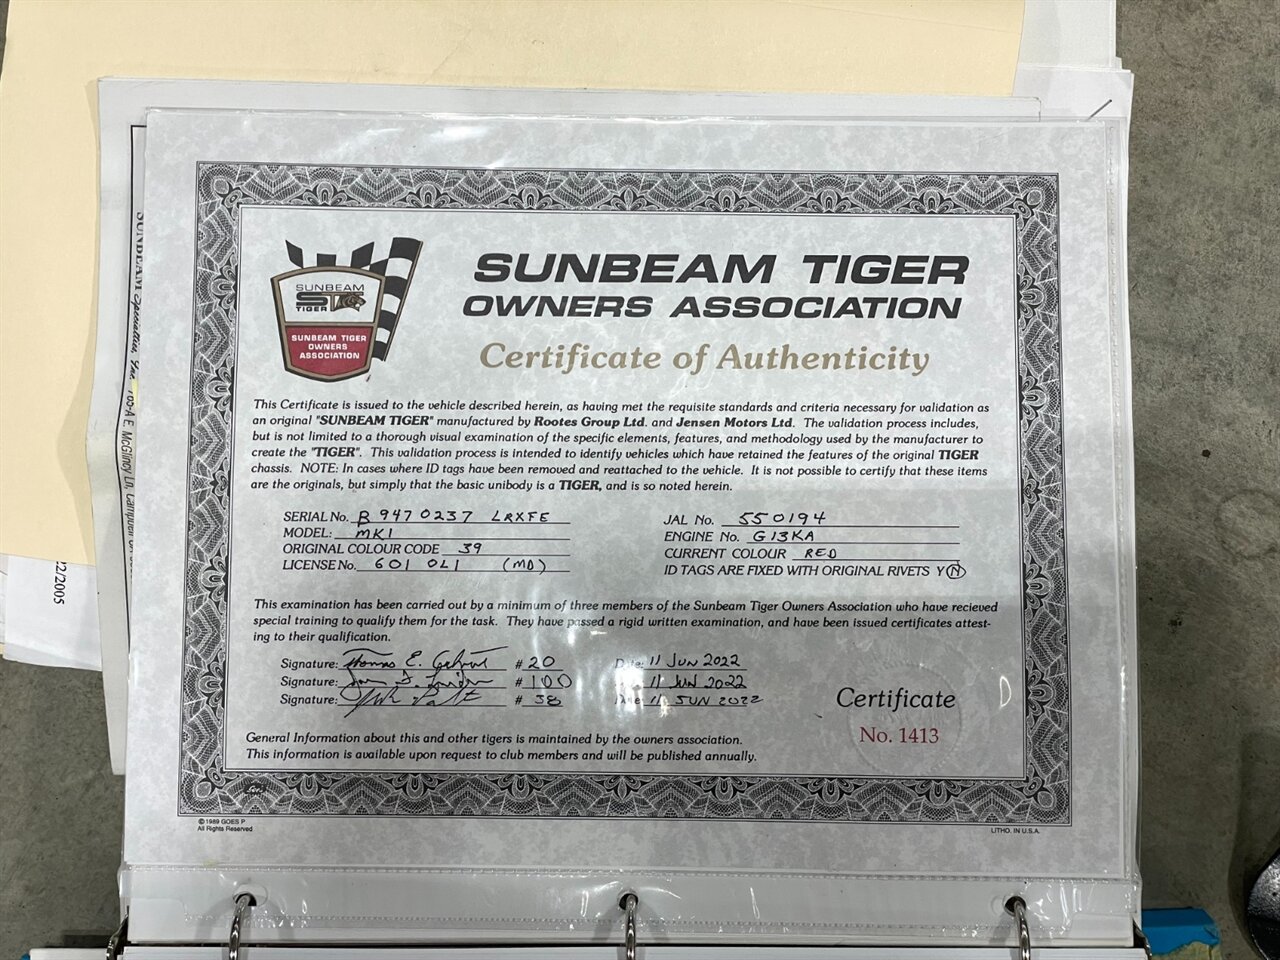 SUNBEAM
TIGER
SUNBEAM TIGER
OWNERS
ASSOCIATION
SUNBEAM TIGER
OWNERS ASSOCIATION
Certificate of Authenticity
This Certificate is issued to the vehicle described herein, as having met the requisite standards and criteria necessary for validation as
an original "SUNBEAM TIGER" manufactured by Rootes Group Ltd. and Jensen Motors Ltd. The validation process includes,
but is not limited to a thorough visual examination of the specific elements, features, and methodology used by the manufacturer to
create the "TIGER". This validation process is intended to identify vehicles which have retained the features of the original TIGER
chassis. NOTE: In cases where ID tags have been removed and reattached to the vehicle. It is not possible to certify that these items
are the originals, but simply that the basic unibody is a TIGER, and is so noted herein.
SERIAL No. B 9470237 LRXFE
MODEL: MK1
ORIGINAL COLOUR CODE 39
LICENSE No. 601 OL1 (MD)
JAL No. 550194
ENGINE No. G13KA
CURRENT COLOUR RED
ID TAGS ARE FIXED WITH ORIGINAL RIVETS Y N
This examination has been carried out by a minimum of three members of the Sunbeam Tiger Owners Association who have recieved
special training to qualify them for the task. They have passed a rigid written examination, and have been issued certificates attest-
ing to their qualification.
Signature: Thomas E. # 20 Date: 11 JUN 2022
Signature: # 100 Date: 11 JUN 2022
Signature: # 38 Date: 11 JUN 2022
Certificate
No. 1413
General Information about this and other tigers is maintained by the owners association.
This information is available upon request to club members and will be published annually.
©1989 GOES P
All Rights Reserved
LITHO. IN U.S.A.
SUNBEAM Specialties, Inc. 765-A E. McGlincy Ln. Campbell
22/2005